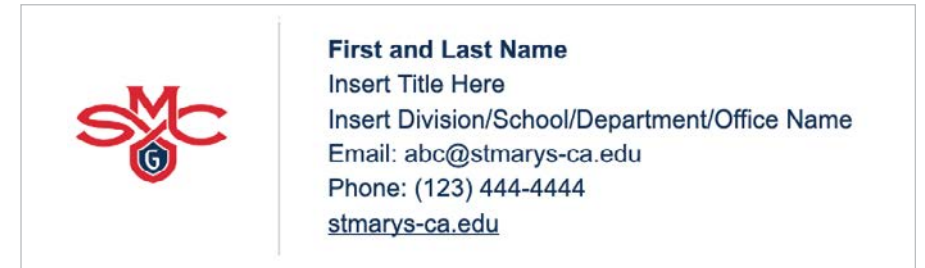 SMC
G
First and Last Name
Insert Title Here
Insert Division/School/Department/Office Name
Email: abc@stmarys-ca.edu
Phone: (123) 444-4444
stmarys-ca.edu